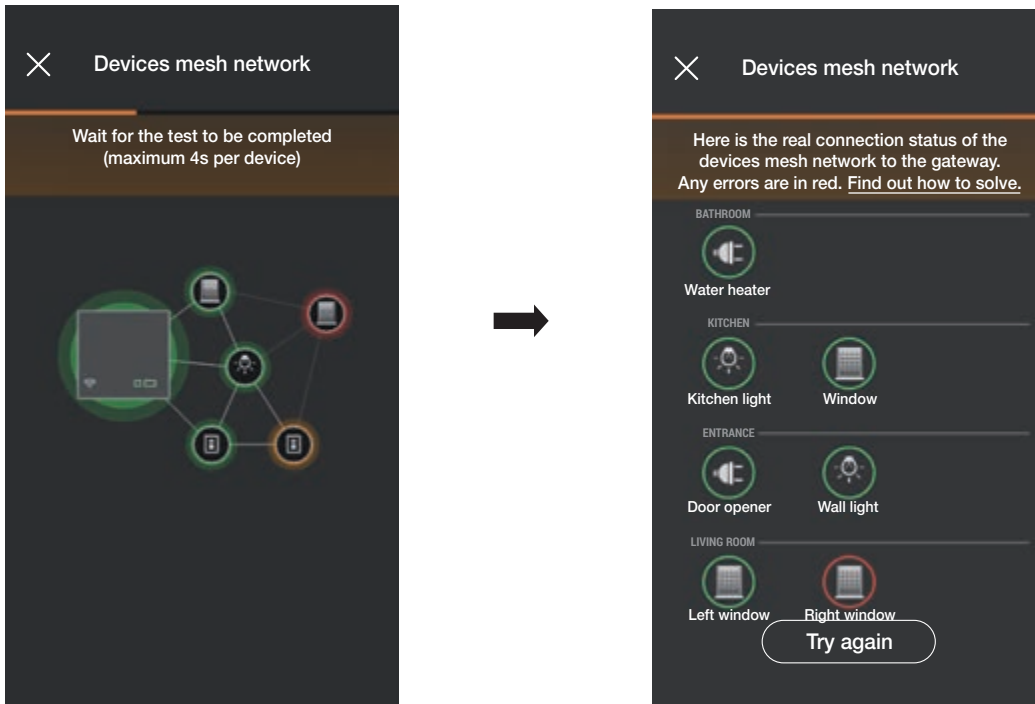 Devices mesh network
Wait for the test to be completed
(maximum 4s per device)
Devices mesh network
Here is the real connection status of the
devices mesh network to the gateway.
Any errors are in red. Find out how to solve.
BATHROOM
Water heater
KITCHEN
Kitchen light Window
ENTRANCE
Door opener Wall light
LIVING ROOM
Left window Right window
Try again